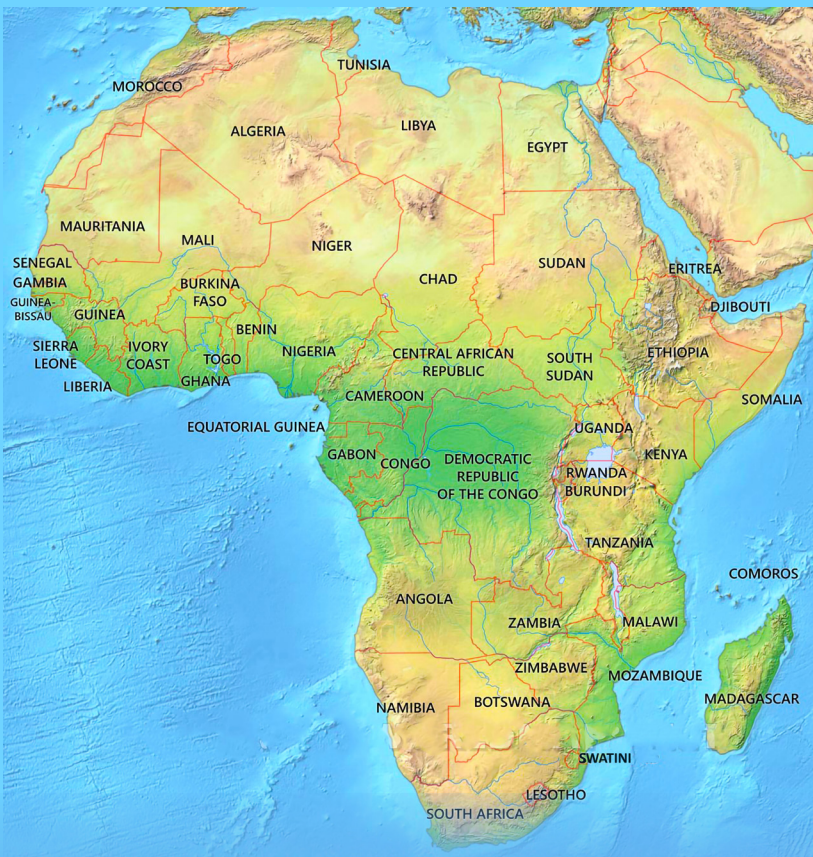 TUNISIA
MOROCCO
ALGERIA
LIBYA
EGYPT
MAURITANIA
MALI
NIGER
CHAD
SUDAN
ERITREA
SENEGAL
GAMBIA
GUINEA-
BISSAU
GUINEA
BURKINA
FASO
DJIBOUTI
BENIN
SIERRA
LEONE
IVORY
COAST
TOGO
NIGERIA
CENTRAL AFRICAN
REPUBLIC
SOUTH
SUDAN
ETHIOPIA
LIBERIA
GHANA
CAMEROON
SOMALIA
EQUATORIAL GUINEA
UGANDA
GABON
CONGO
DEMOCRATIC
REPUBLIC
OF THE CONGO
KENYA
RWANDA
BURUNDI
TANZANIA
COMOROS
ANGOLA
ZAMBIA
MALAWI
ZIMBABWE
MOZAMBIQUE
NAMIBIA
BOTSWANA
MADAGASCAR
SWATINI
LESOTHO
SOUTH AFRICA